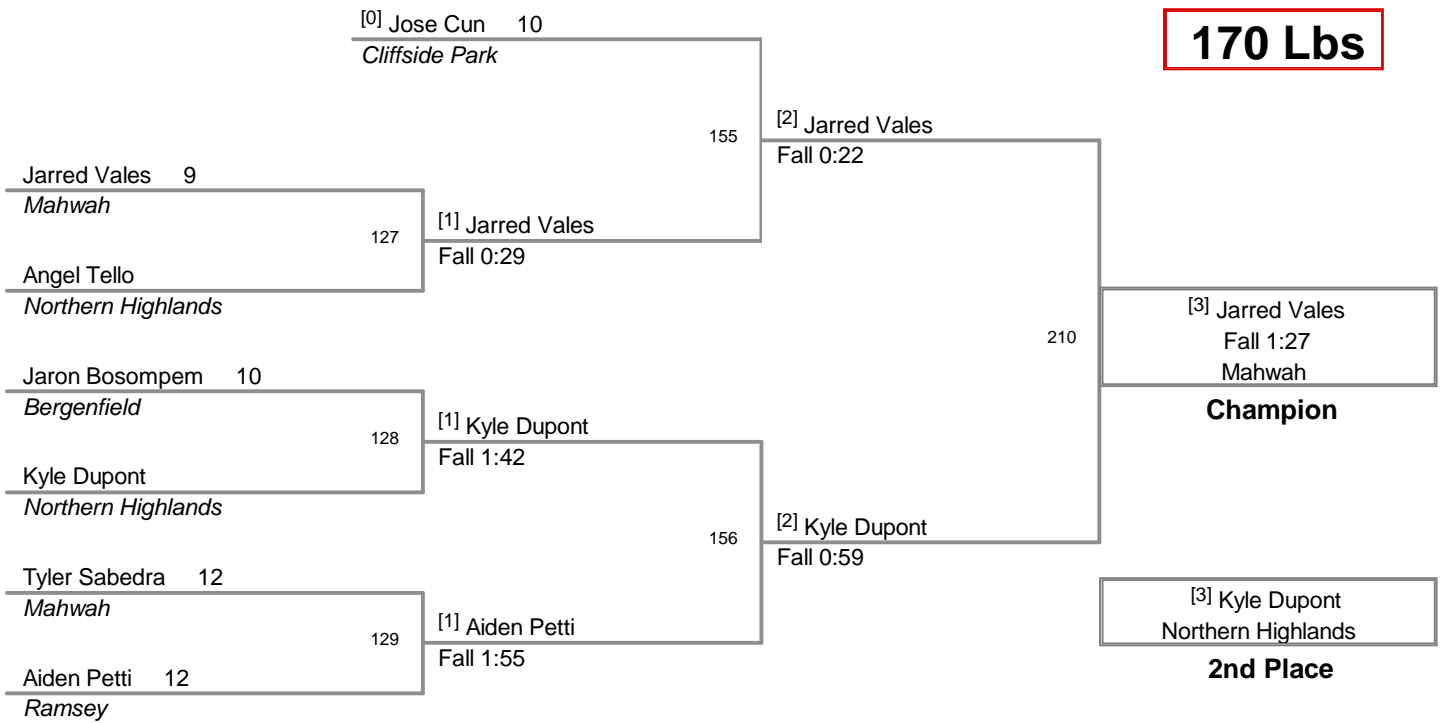 [0] Jose Cun 10
Cliffside Park
170 Lbs
155
[2] Jarred Vales
Fall 0:22
Jarred Vales 9
Mahwah
127
[1] Jarred Vales
Fall 0:29
Angel Tello
Northern Highlands
210
[3] Jarred Vales
Fall 1:27
Mahwah
Champion
Jaron Bosompem 10
Bergenfield
128
[1] Kyle Dupont
Fall 1:42
Kyle Dupont
Northern Highlands
156
[2] Kyle Dupont
Fall 0:59
Tyler Sabedra 12
Mahwah
129
[1] Aiden Petti
Fall 1:55
Aiden Petti 12
Ramsey
[3] Kyle Dupont
Northern Highlands
2nd Place